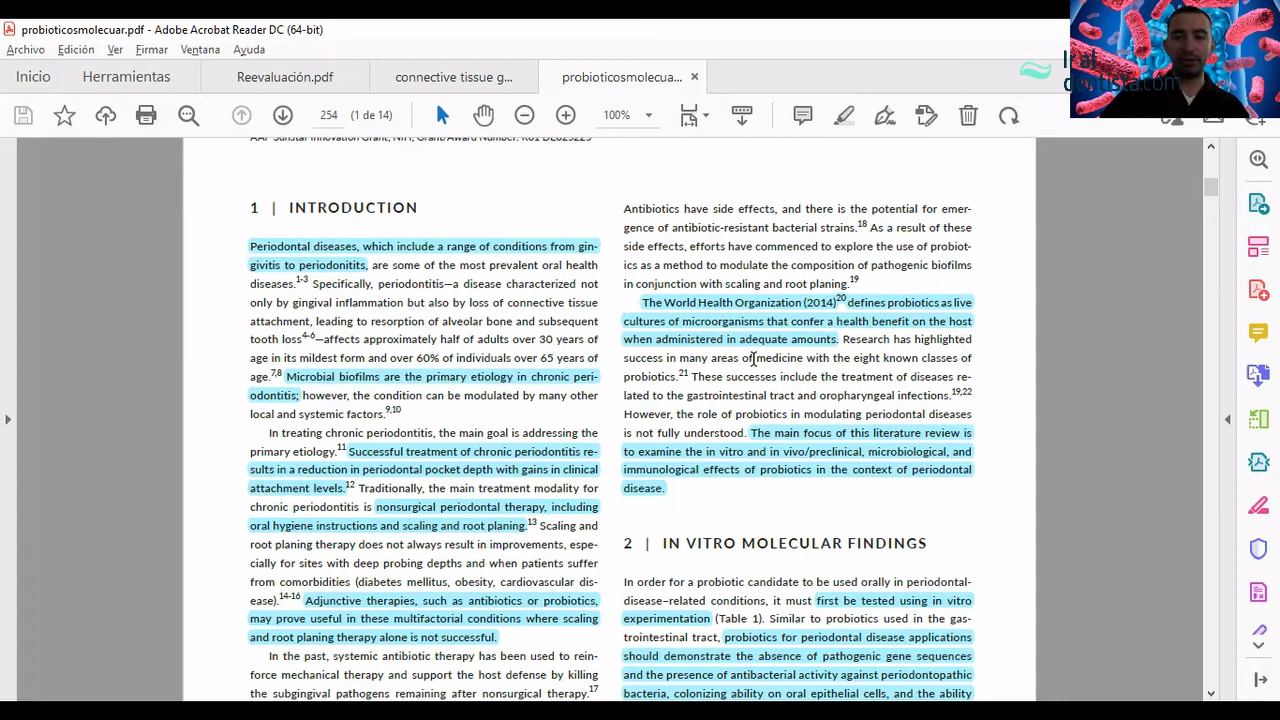 probioticosmolecuar.pdf - Adobe Acrobat Reader DC (64-bit)
Archivo Edición Ver Firmar Ventana Ayuda
Inicio Herramientas Reevaluación.pdf connective tissue g... probioticosmolecua... ×
254 (1 de 14) 100%
dentista.com
AAP Sunstar Innovation Grant; NIH, Grant/Award Number: R01 DE025225
1 | INTRODUCTION
Periodontal diseases, which include a range of conditions from gin-
givitis to periodonitits, are some of the most prevalent oral health
diseases.1-3 Specifically, periodontitis—a disease characterized not
only by gingival inflammation but also by loss of connective tissue
attachment, leading to resorption of alveolar bone and subsequent
tooth loss4-6—affects approximately half of adults over 30 years of
age in its mildest form and over 60% of individuals over 65 years of
age.7,8 Microbial biofilms are the primary etiology in chronic peri-
odontitis; however, the condition can be modulated by many other
local and systemic factors.9,10
In treating chronic periodontitis, the main goal is addressing the
primary etiology.11 Successful treatment of chronic periodontitis re-
sults in a reduction in periodontal pocket depth with gains in clinical
attachment levels.12 Traditionally, the main treatment modality for
chronic periodontitis is nonsurgical periodontal therapy, including
oral hygiene instructions and scaling and root planing.13 Scaling and
root planing therapy does not always result in improvements, espe-
cially for sites with deep probing depths and when patients suffer
from comorbidities (diabetes mellitus, obesity, cardiovascular dis-
ease).14-16 Adjunctive therapies, such as antibiotics or probiotics,
may prove useful in these multifactorial conditions where scaling
and root planing therapy alone is not successful.
In the past, systemic antibiotic therapy has been used to rein-
force mechanical therapy and support the host defense by killing
the subgingival pathogens remaining after nonsurgical therapy.17
Antibiotics have side effects, and there is the potential for emer-
gence of antibiotic-resistant bacterial strains.18 As a result of these
side effects, efforts have commenced to explore the use of probiot-
ics as a method to modulate the composition of pathogenic biofilms
in conjunction with scaling and root planing.19
The World Health Organization (2014)20 defines probiotics as live
cultures of microorganisms that confer a health benefit on the host
when administered in adequate amounts. Research has highlighted
success in many areas of medicine with the eight known classes of
probiotics.21 These successes include the treatment of diseases re-
lated to the gastrointestinal tract and oropharyngeal infections.19,22
However, the role of probiotics in modulating periodontal diseases
is not fully understood. The main focus of this literature review is
to examine the in vitro and in vivo/preclinical, microbiological, and
immunological effects of probiotics in the context of periodontal
disease.
2 | IN VITRO MOLECULAR FINDINGS
In order for a probiotic candidate to be used orally in periodontal-
disease–related conditions, it must first be tested using in vitro
experimentation (Table 1). Similar to probiotics used in the gas-
trointestinal tract, probiotics for periodontal disease applications
should demonstrate the absence of pathogenic gene sequences
and the presence of antibacterial activity against periodontopathic
bacteria, colonizing ability on oral epithelial cells, and the ability